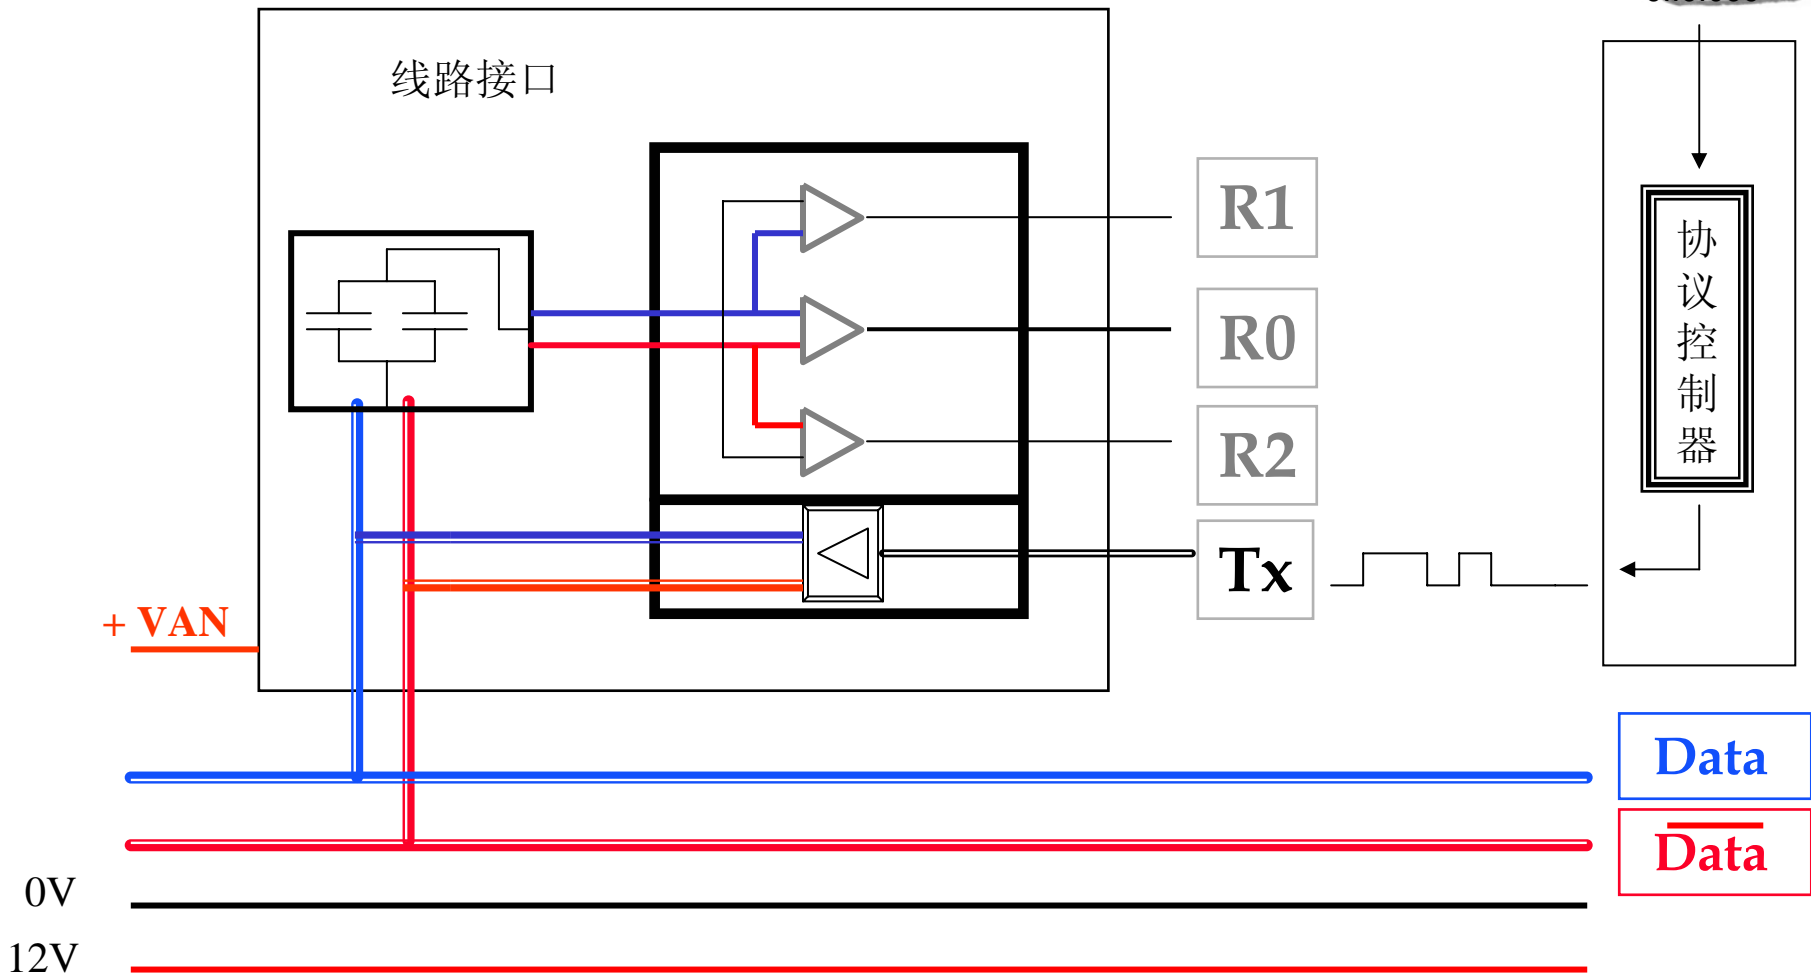 线路接口
R1
R0
R2
Tx
协议控制器
+ VAN
Data
Data
0V
12V